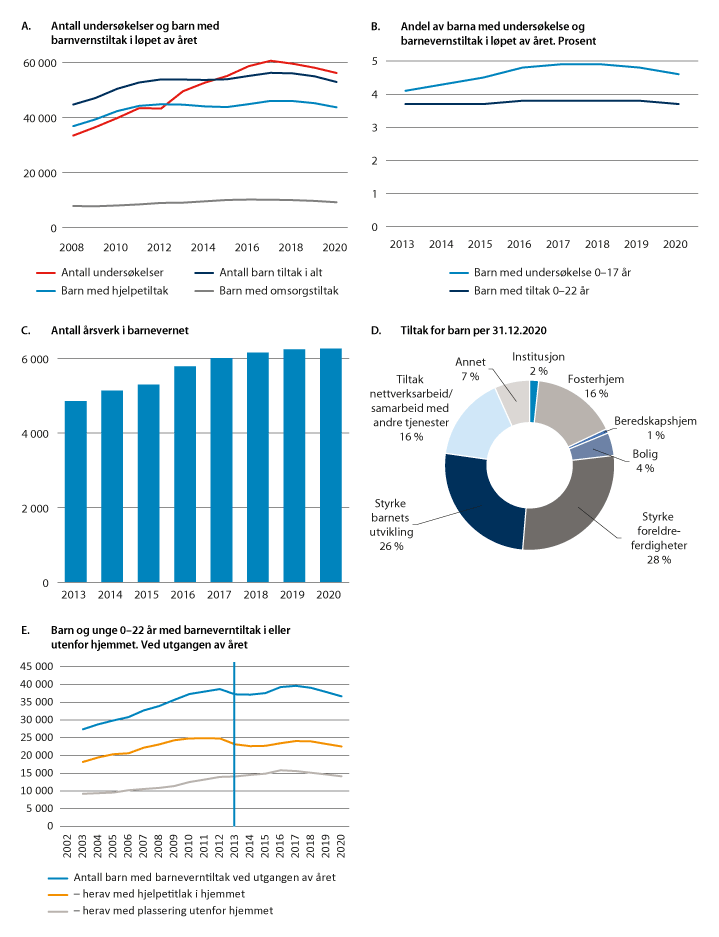 A. Antall undersøkelser og barn med
barnvernstiltak i løpet av året
60 000
40 000
20 000
0
2008 2010 2012 2014 2016 2018 2020
Antall undersøkelser
Antall barn tiltak i alt
Barn med hjelpetiltak
Barn med omsorgstiltak
B. Andel av barna med undersøkelse og
barnevernstiltak i løpet av året. Prosent
5
4
3
2
1
0
2013 2014 2015 2016 2017 2018 2020
Barn med undersøkelse 0–17 år
Barn med tiltak 0–22 år
C. Antall årsverk i barnevernet
6 000
4 000
2 000
0
2013 2014 2015 2016 2017 2018 2019 2020
D. Tiltak for barn per 31.12.2020
Institusjon
2 %
Fosterhjem
16 %
Beredskapshjem
1 %
Bolig
4 %
Styrke
foreldre-
ferdigheter
28 %
Styrke
barnets
utvikling
26 %
Tiltak
nettverksarbeid/
samarbeid med
andre tjenester
16 %
Annet
7 %
E. Barn og unge 0–22 år med barneverntiltak i eller
utenfor hjemmet. Ved utgangen av året
45 000
40 000
35 000
30 000
25 000
20 000
15 000
10 000
5 000
0
2002 2003 2004 2005 2006 2007 2008 2009 2010 2011 2012 2013 2014 2015 2016 2017 2018 2019 2020
Antall barn med barneverntiltak ved utgangen av året
– herav med hjelpetitlak i hjemmet
– herav med plassering utenfor hjemmet